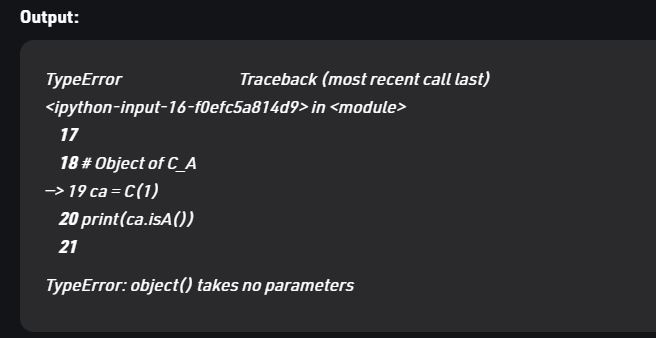 Output:
TypeError Traceback (most recent call last)
<ipython-input-16-f0efc5a814d9> in <module>
17
18 # Object of C_A
—> 19 ca = C(1)
20 print(ca.isA())
21
TypeError: object() takes no parameters